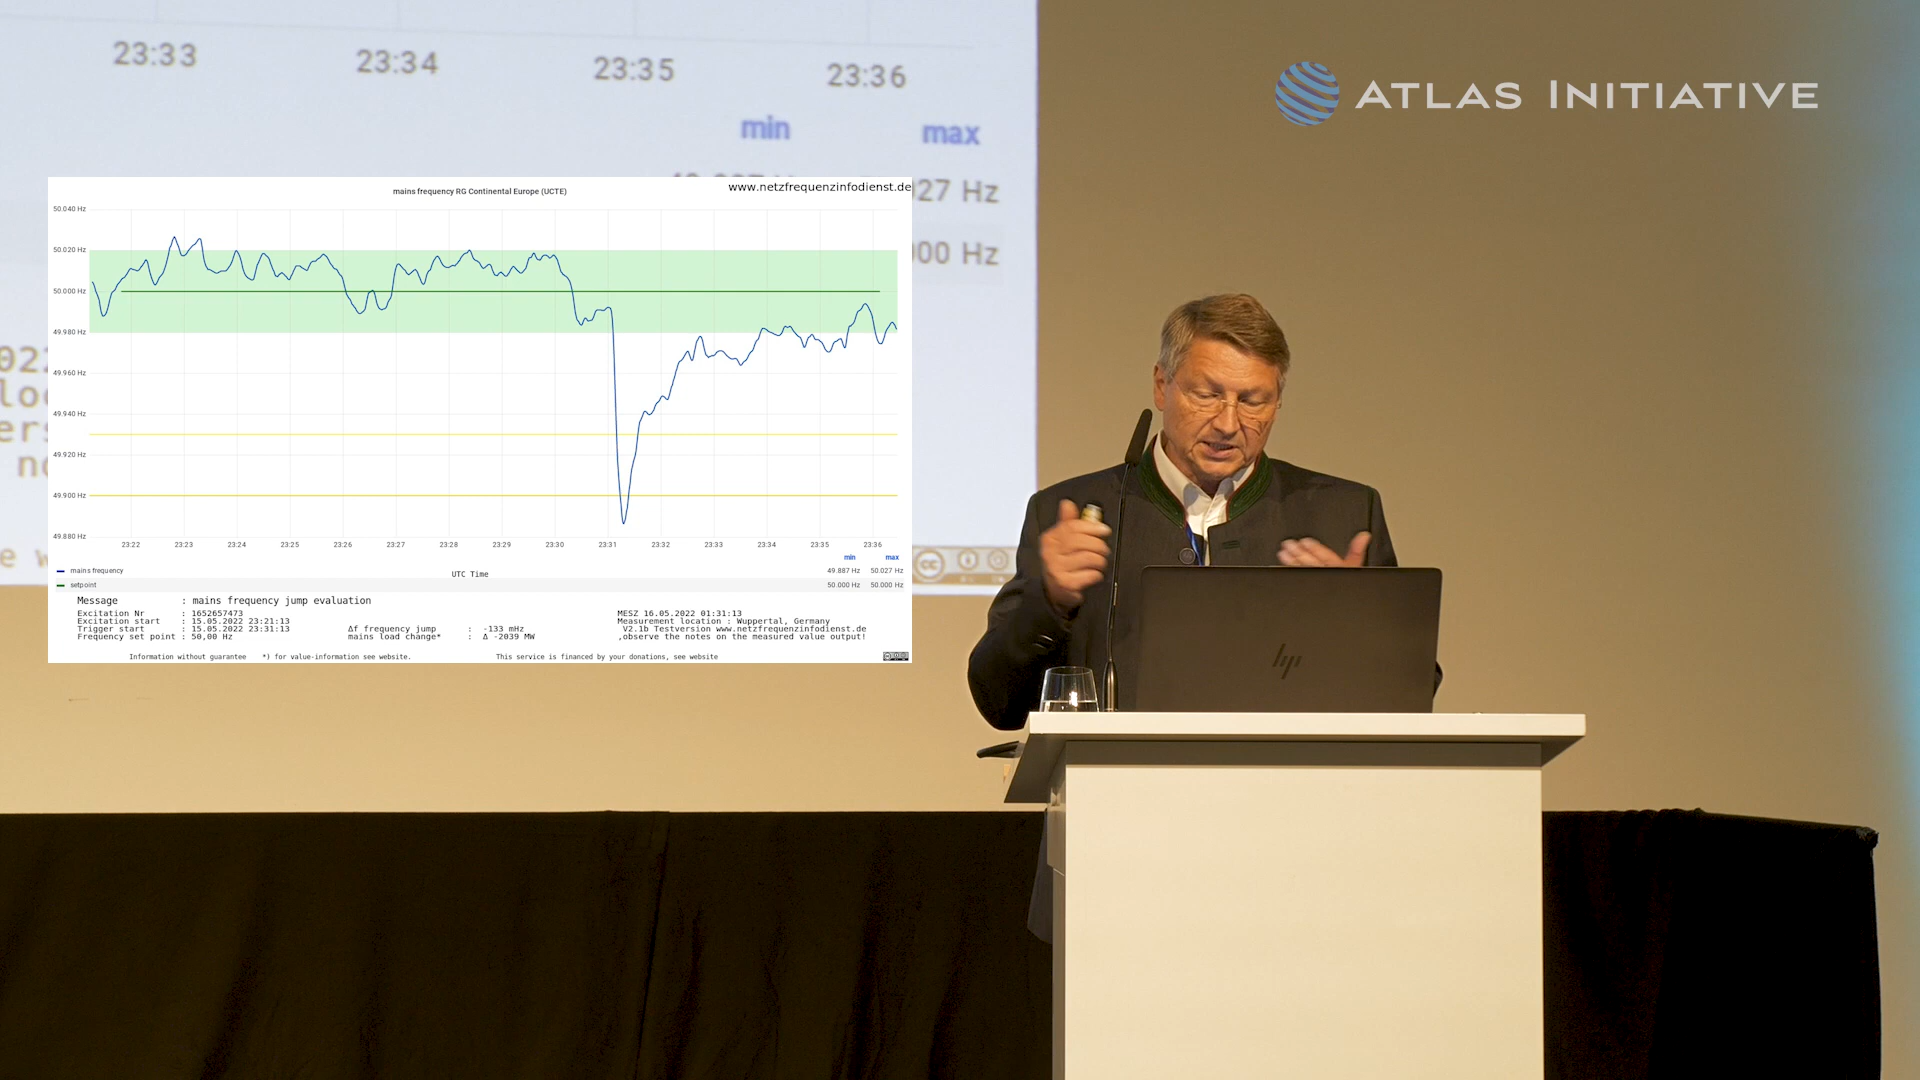 23:33 23:34 23:35 23:36
min max
27 Hz
00 Hz
ATLAS INITIATIVE
mains frequency RG Continental Europe (UCTE)
www.netzfrequenzinfodienst.de
50.040 Hz
50.020 Hz
50.000 Hz
49.980 Hz
49.960 Hz
49.940 Hz
49.920 Hz
49.900 Hz
49.880 Hz
23:22 23:23 23:24 23:25 23:26 23:27 23:28 23:29 23:30 23:31 23:32 23:33 23:34 23:35 23:36
min max
mains frequency 49.887 Hz 50.027 Hz
UTC Time
setpoint 50.000 Hz 50.000 Hz
Message : mains frequency jump evaluation
Excitation Nr : 1652657473 MESZ 16.05.2022 01:31:13
Excitation start : 15.05.2022 23:21:13 Measurement location : Wuppertal, Germany
Trigger start : 15.05.2022 23:31:13 Δf frequency jump : -133 mHz V2.1b Testversion www.netzfrequenzinfodienst.de
Frequency set point : 50,00 Hz mains load change* : Δ -2039 MW ,observe the notes on the measured value output!
Information without guarantee *) for value-information see website. This service is financed by your donations, see website
cc
hp